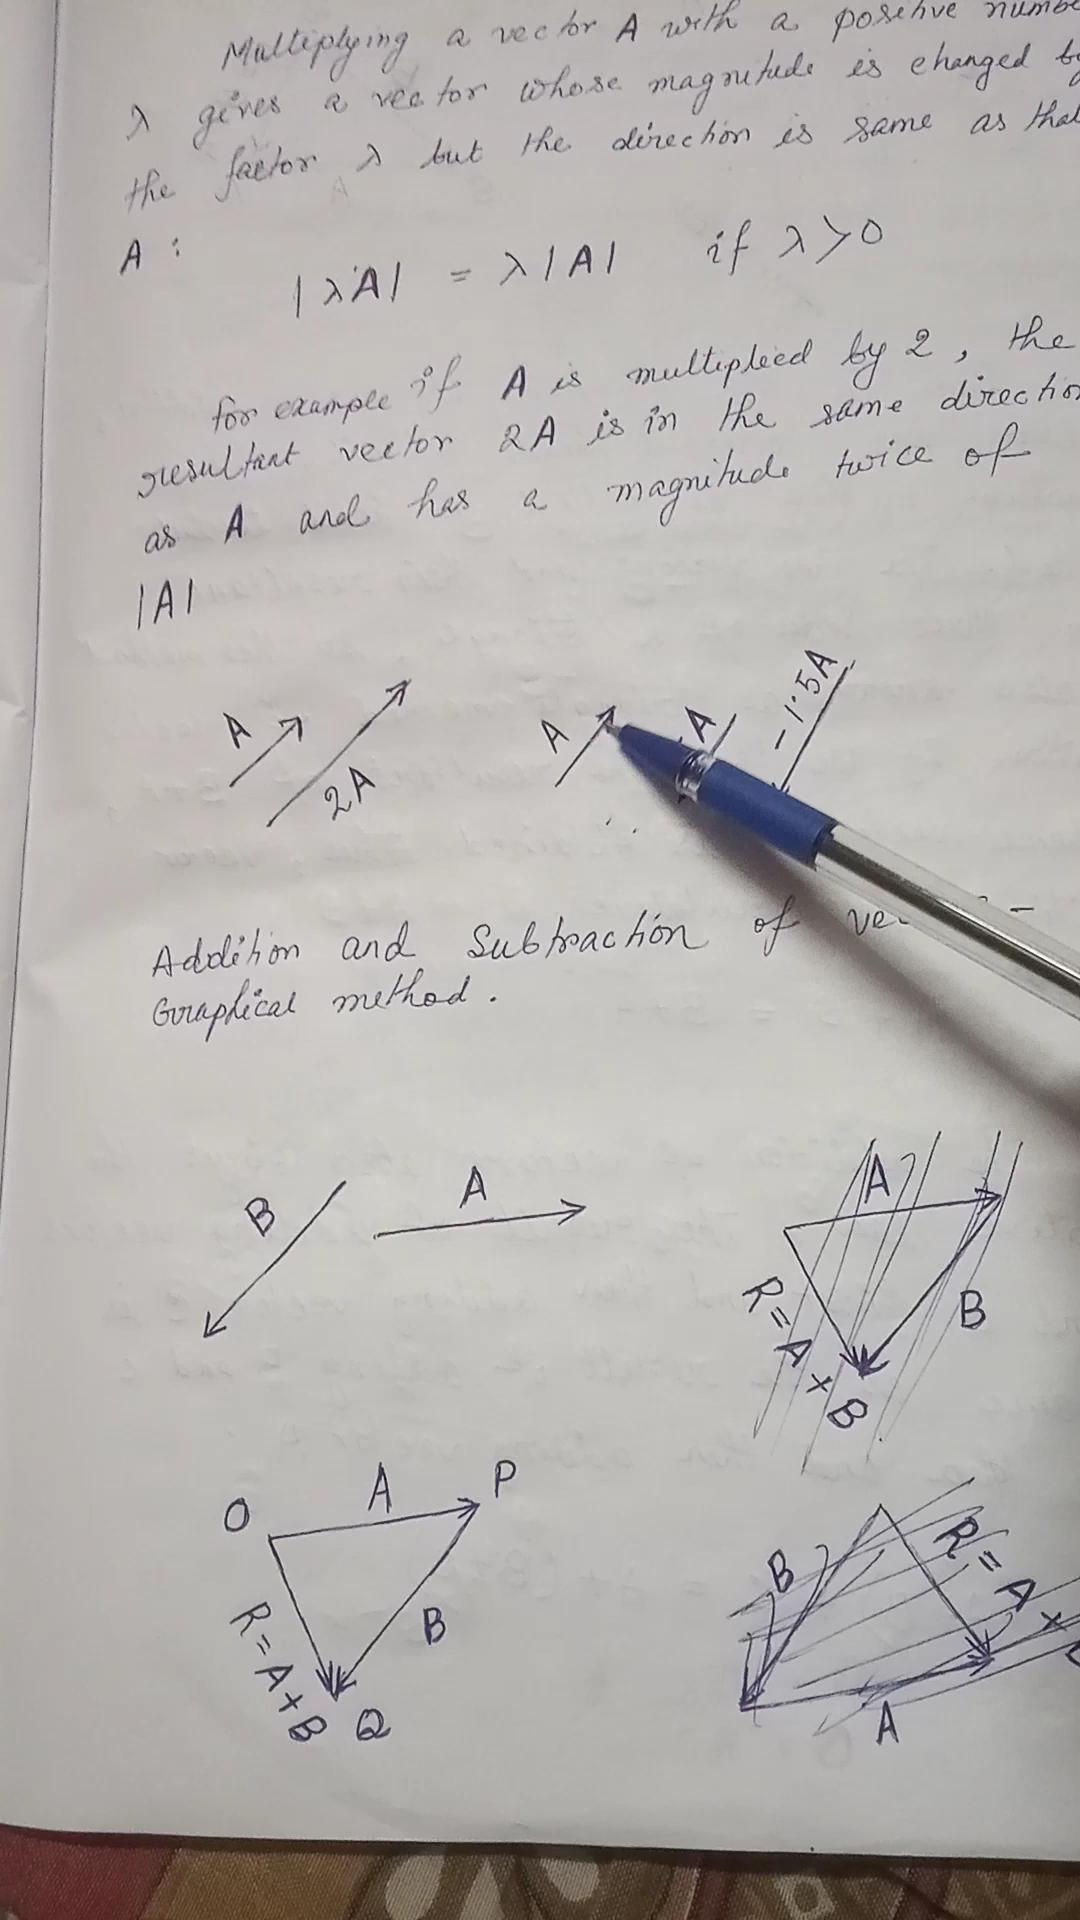 Multiplying a vector A with a positive numbe
λ gives a vector whose magnitude is changed by
the factor λ but the direction is same as that
A :
|λA| = λ|A| if λ>0
for example if A is multiplied by 2, the
resultant vector 2A is in the same direction
as A and has a magnitude twice of
|A|
A
2A
A
-A
-1.5A
Addition and Subtraction of ve
Graphical method.
B
A
A
B
R = A + B
O
A
P
B
R = A + B
Q
B
R = A +
A